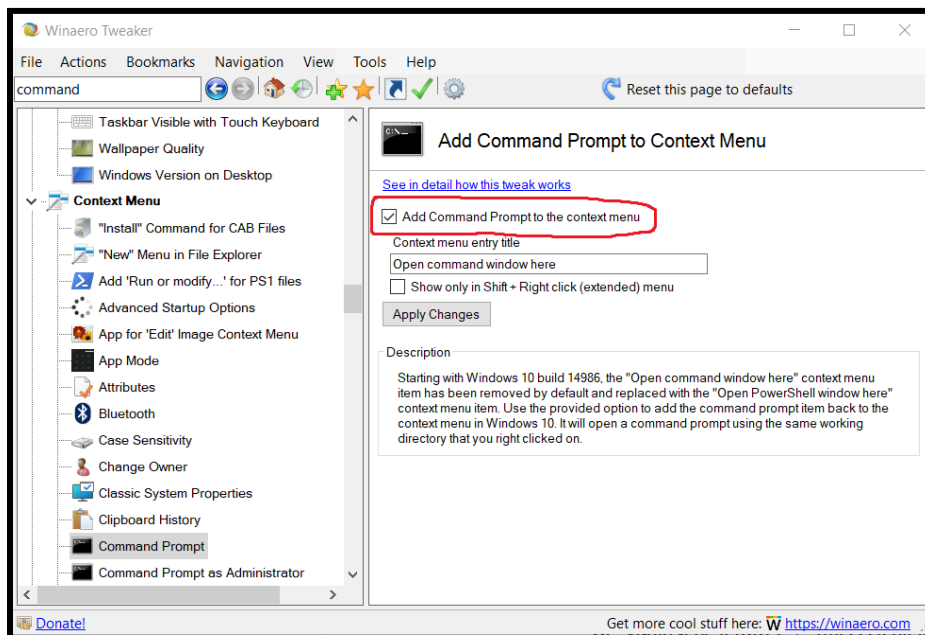 Winaero Tweaker
File Actions Bookmarks Navigation View Tools Help
command
Reset this page to defaults
Taskbar Visible with Touch Keyboard
Wallpaper Quality
Windows Version on Desktop
Context Menu
"Install" Command for CAB Files
"New" Menu in File Explorer
Add 'Run or modify...' for PS1 files
Advanced Startup Options
App for 'Edit' Image Context Menu
App Mode
Attributes
Bluetooth
Case Sensitivity
Change Owner
Classic System Properties
Clipboard History
Command Prompt
Command Prompt as Administrator
C:\_
Add Command Prompt to Context Menu
See in detail how this tweak works
Add Command Prompt to the context menu
Context menu entry title
Open command window here
Show only in Shift + Right click (extended) menu
Apply Changes
Description
Starting with Windows 10 build 14986, the "Open command window here" context menu
item has been removed by default and replaced with the "Open PowerShell window here"
context menu item. Use the provided option to add the command prompt item back to the
context menu in Windows 10. It will open a command prompt using the same working
directory that you right clicked on.
Donate!
Get more cool stuff here: W https://winaero.com